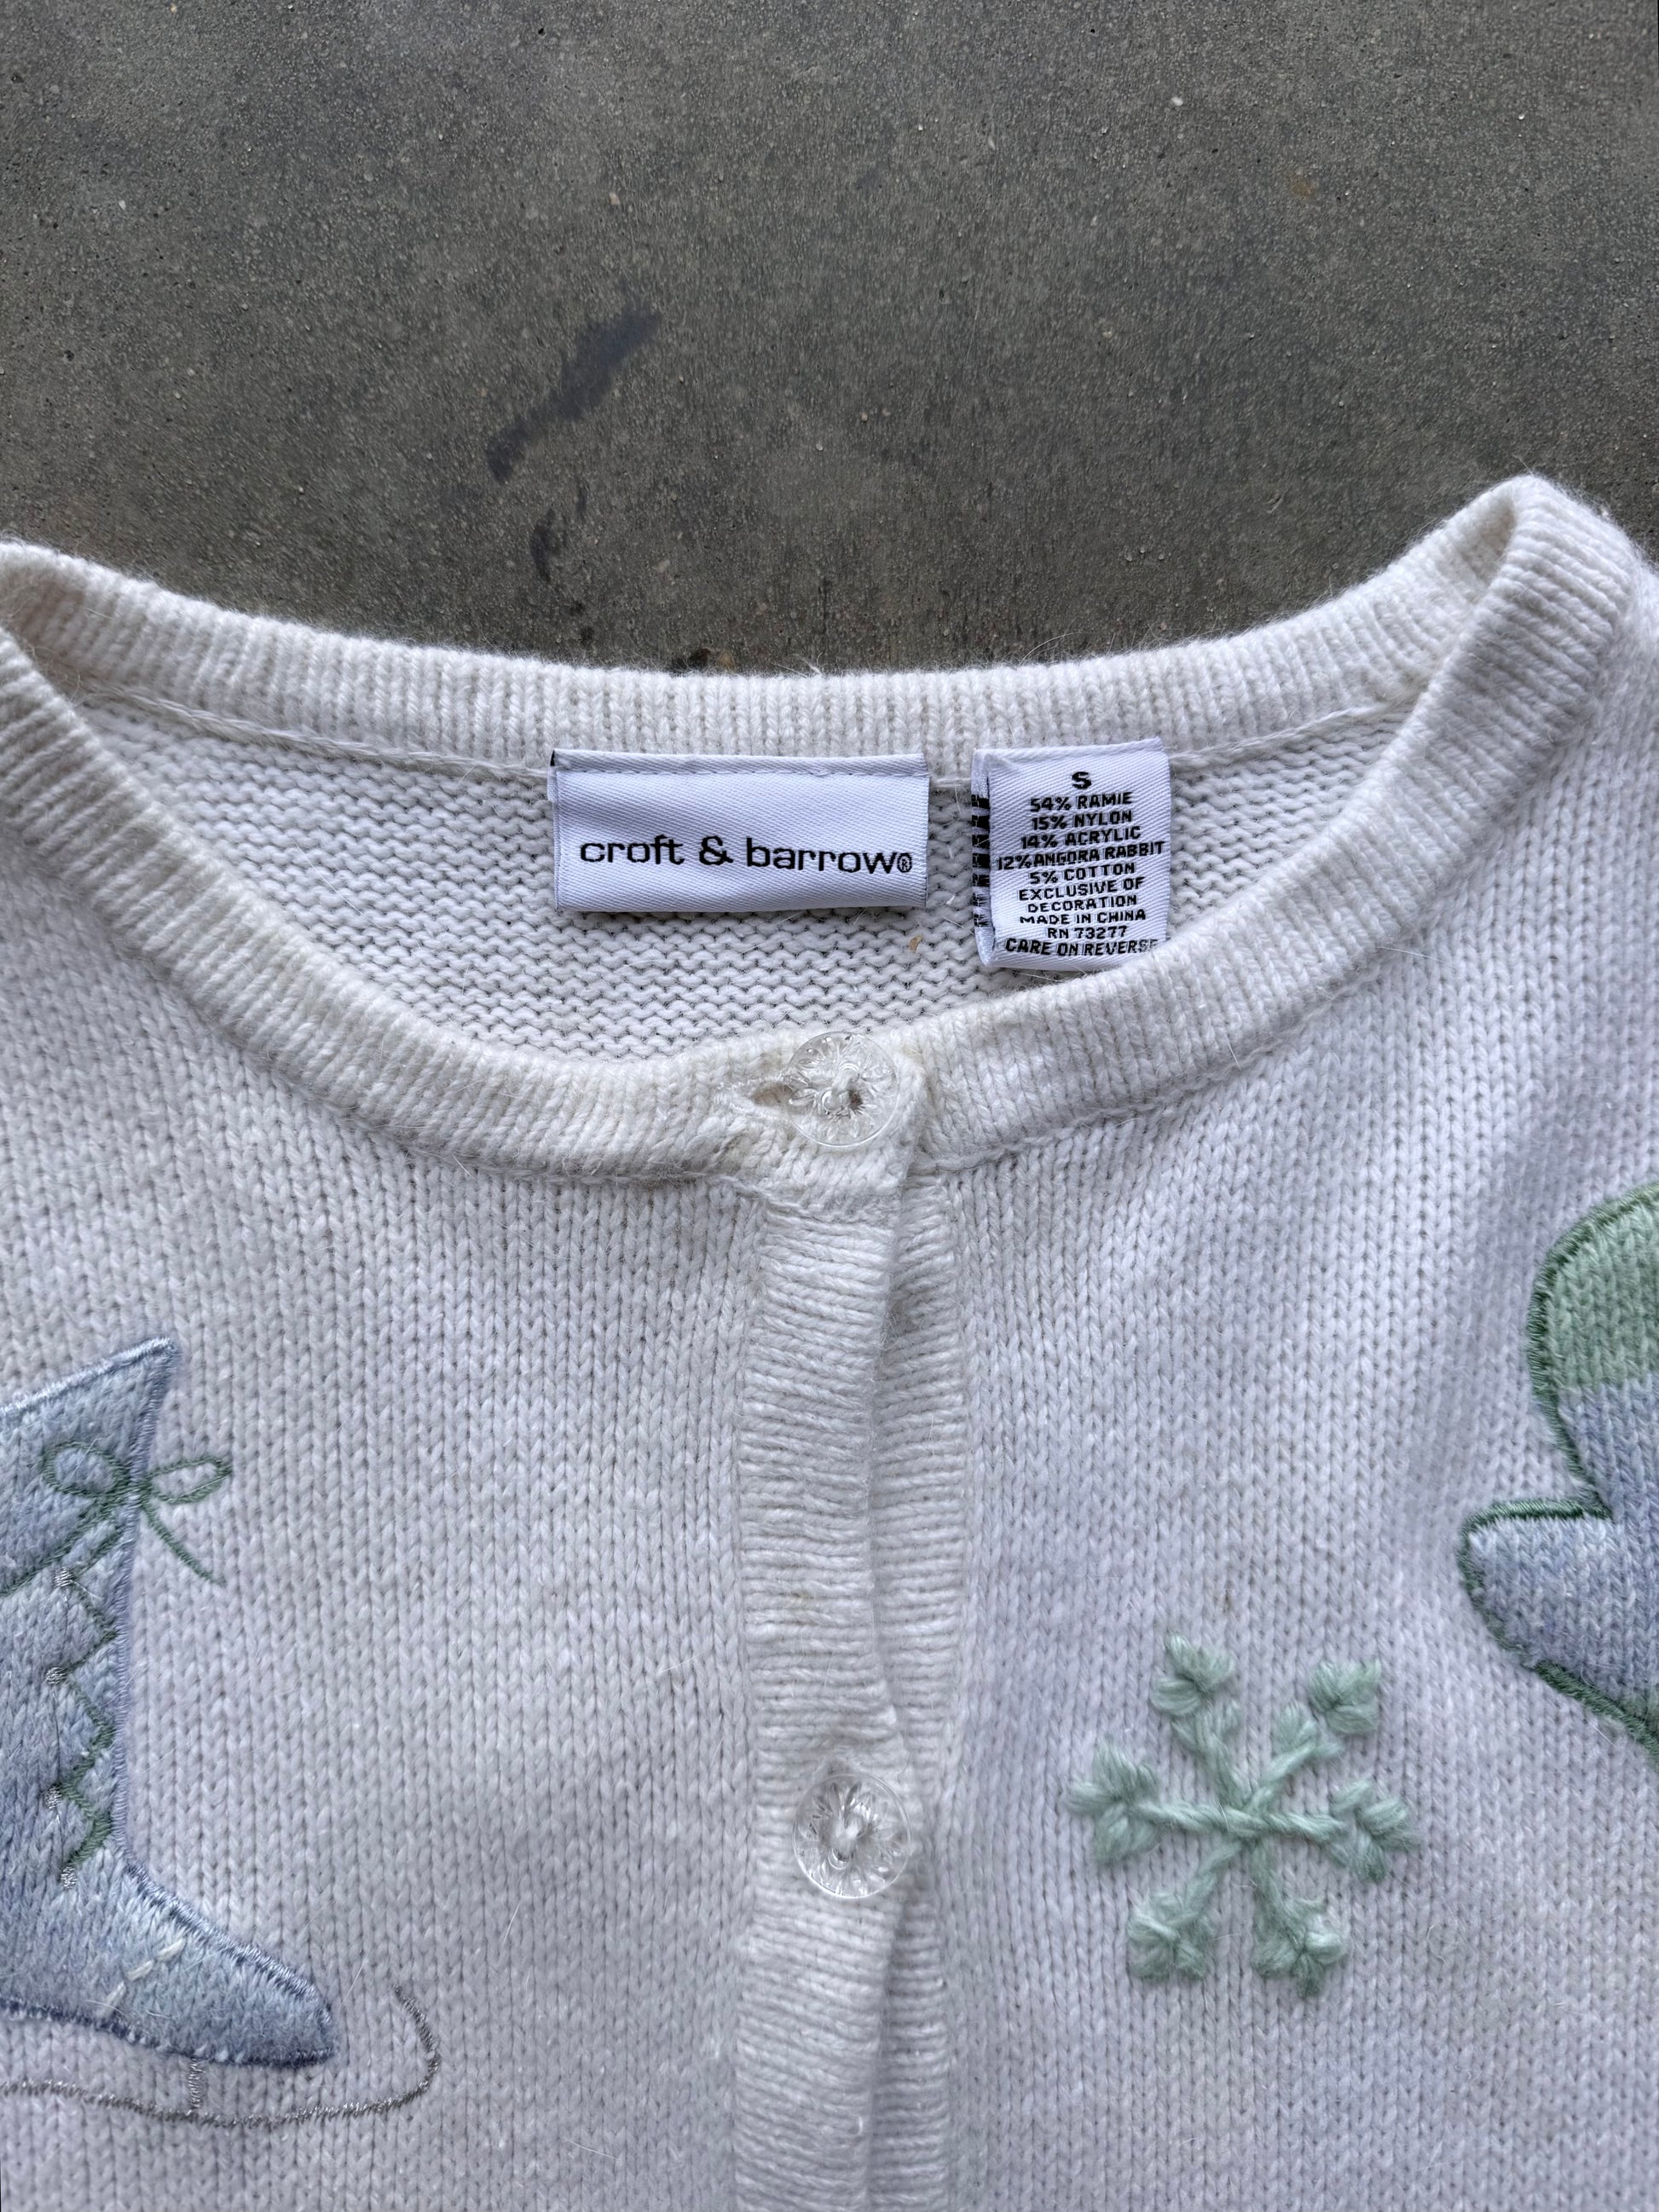 croft & barrow®
S
54% RAMIE
15% NYLON
14% ACRYLIC
12% ANGORA RABBIT
5% COTTON
EXCLUSIVE OF
DECORATION
MADE IN CHINA
RN 73277
CARE ON REVERSE